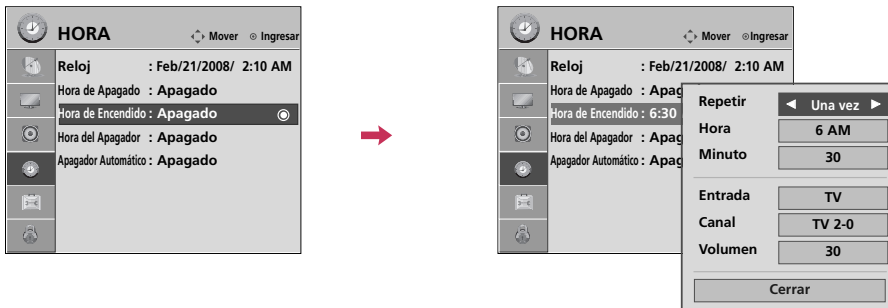 HORA
Mover
Ingresar
Reloj : Feb/21/2008/ 2:10 AM
Hora de Apagado : Apagado
Hora de Encendido : Apagado
Hora del Apagador : Apagado
Apagador Automático : Apagado
HORA
Mover
Ingresar
Reloj : Feb/21/2008/ 2:10 AM
Hora de Apagado : Apag
Hora de Encendido : 6:30
Hora del Apagador : Apag
Apagador Automático : Apag
Repetir Una vez
Hora 6 AM
Minuto 30
Entrada TV
Canal TV 2-0
Volumen 30
Cerrar